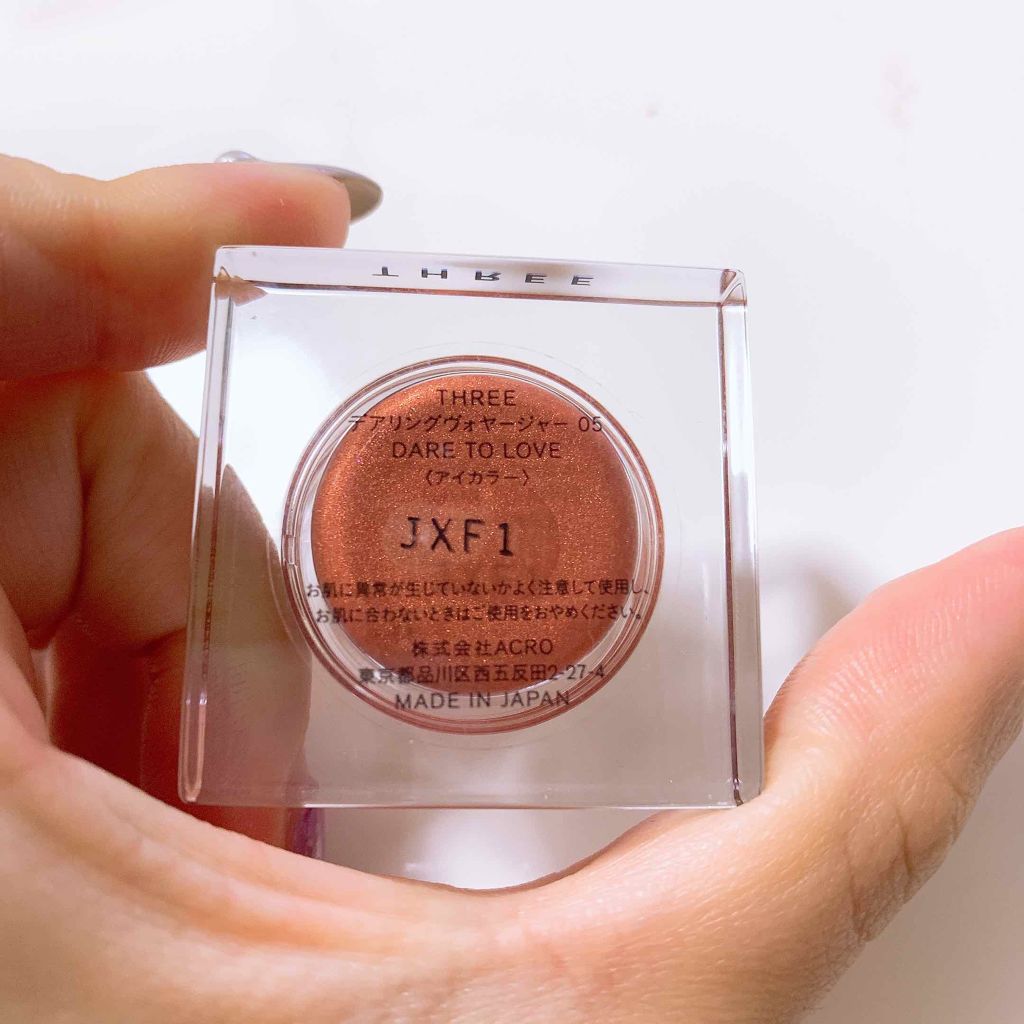 THREE
THREE
デアリングヴォヤージャー 05
DARE TO LOVE
〈アイカラー〉
JXF1
お肌に異常が生じていないかよく注意して使用し、
お肌に合わないときはご使用をおやめください。
株式会社ACRO
東京都品川区西五反田2-27-4
MADE IN JAPAN